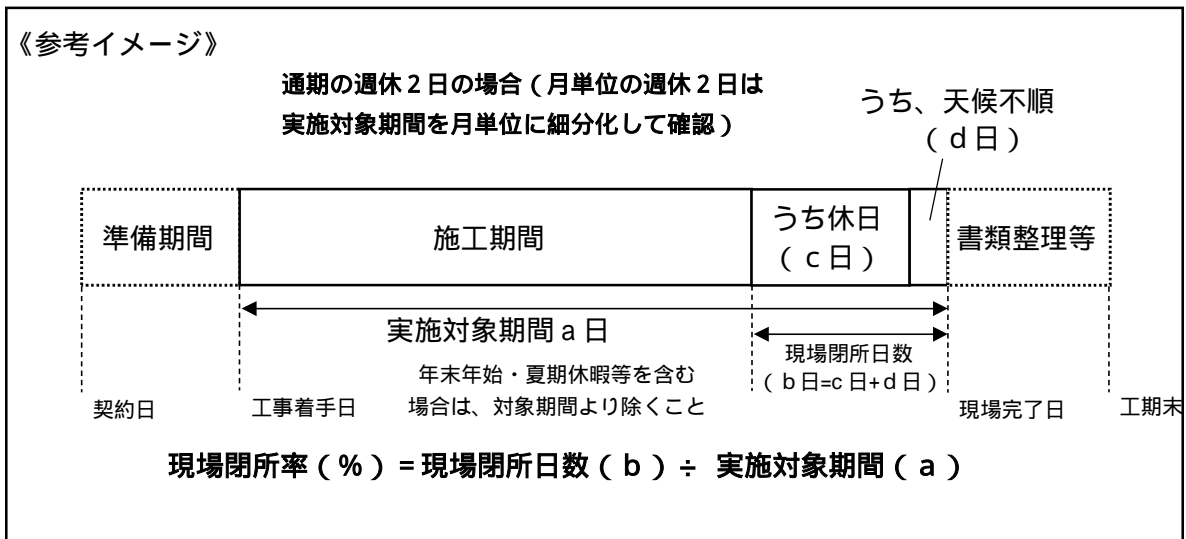 《参考イメージ》
通期の週休２日の場合（月単位の週休２日は
実施対象期間を月単位に細分化して確認）
うち、天候不順
（ｄ日）
準備期間
施工期間
うち休日
（ｃ日）
書類整理等
実施対象期間ａ日
年末年始・夏期休暇等を含む
場合は、対象期間より除くこと
現場閉所日数
（ｂ日=ｃ日+ｄ日）
契約日
工事着手日
現場完了日
工期末
現場閉所率（％）＝現場閉所日数（ｂ）÷ 実施対象期間（ａ）